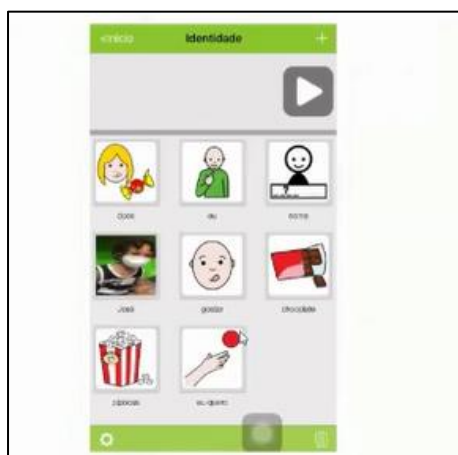 <Início Identidade +
doce eu nome
José gostar chocolate
pipocas eu quero